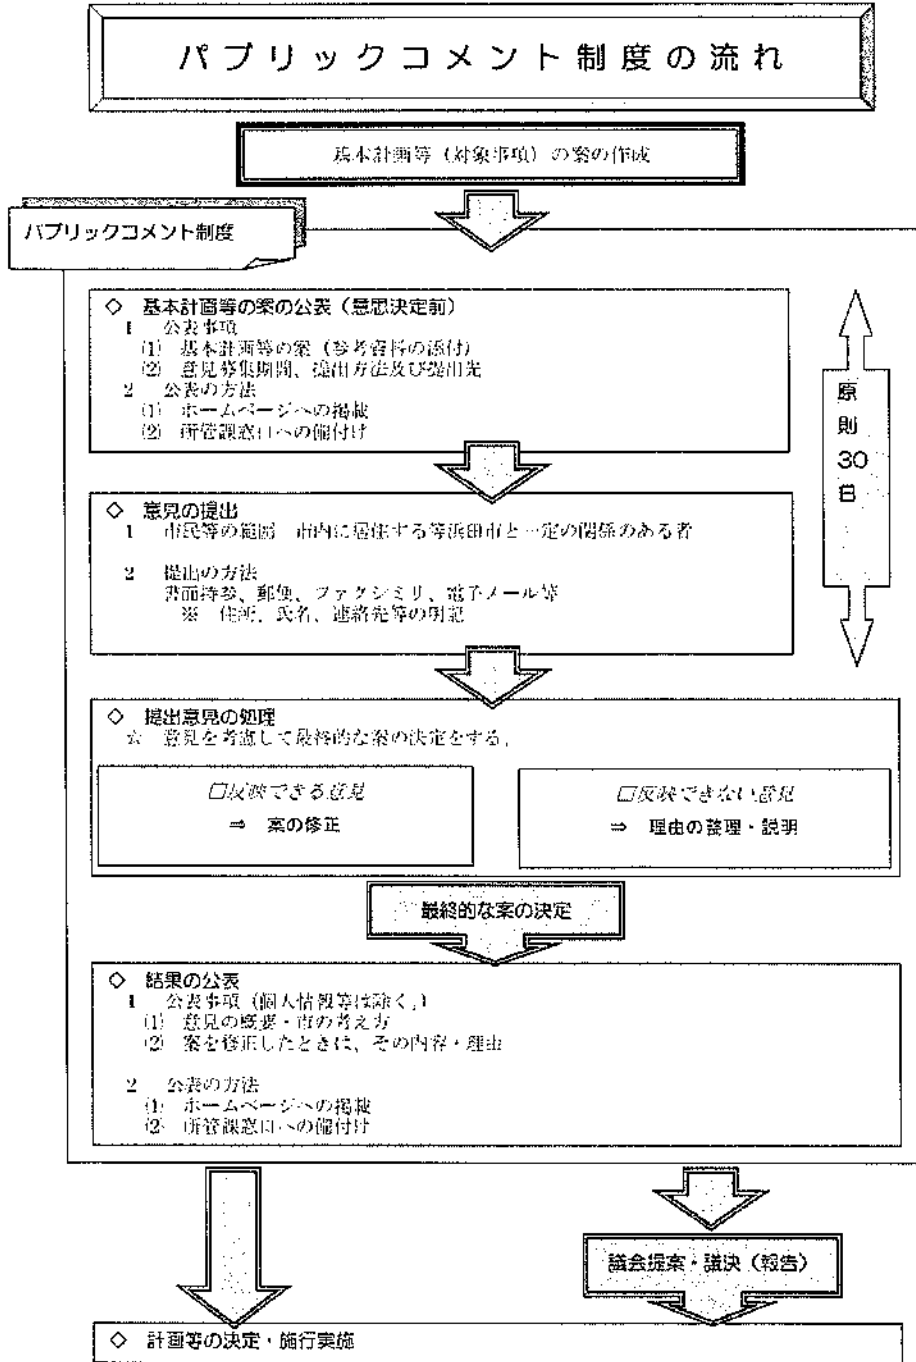 パブリックコメント制度の流れ
基本計画等（対象事項）の案の作成
パブリックコメント制度
◇ 基本計画等の案の公表（意思決定前）
1 公表事項
(1) 基本計画等の案（参考資料の添付）
(2) 意見募集期間、提出方法及び提出先
2 公表の方法
(1) ホームページへの掲載
(2) 所管課窓口への備付け
原則30日
◇ 意見の提出
1 市民等の範囲 市内に居住する等浜田市と一定の関係のある者
2 提出の方法
書面持参、郵便、ファクシミリ、電子メール等
※ 住所、氏名、連絡先等の明記
◇ 提出意見の処理
☆ 意見を考慮して最終的な案の決定をする。
□反映できる意見
⇒ 案の修正
□反映できない意見
⇒ 理由の整理・説明
最終的な案の決定
◇ 結果の公表
1 公表事項（個人情報等は除く。）
(1) 意見の概要・市の考え方
(2) 案を修正したときは、その内容・理由
2 公表の方法
(1) ホームページへの掲載
(2) 所管課窓口への備付け
議会提案・議決（報告）
◇ 計画等の決定・施行実施